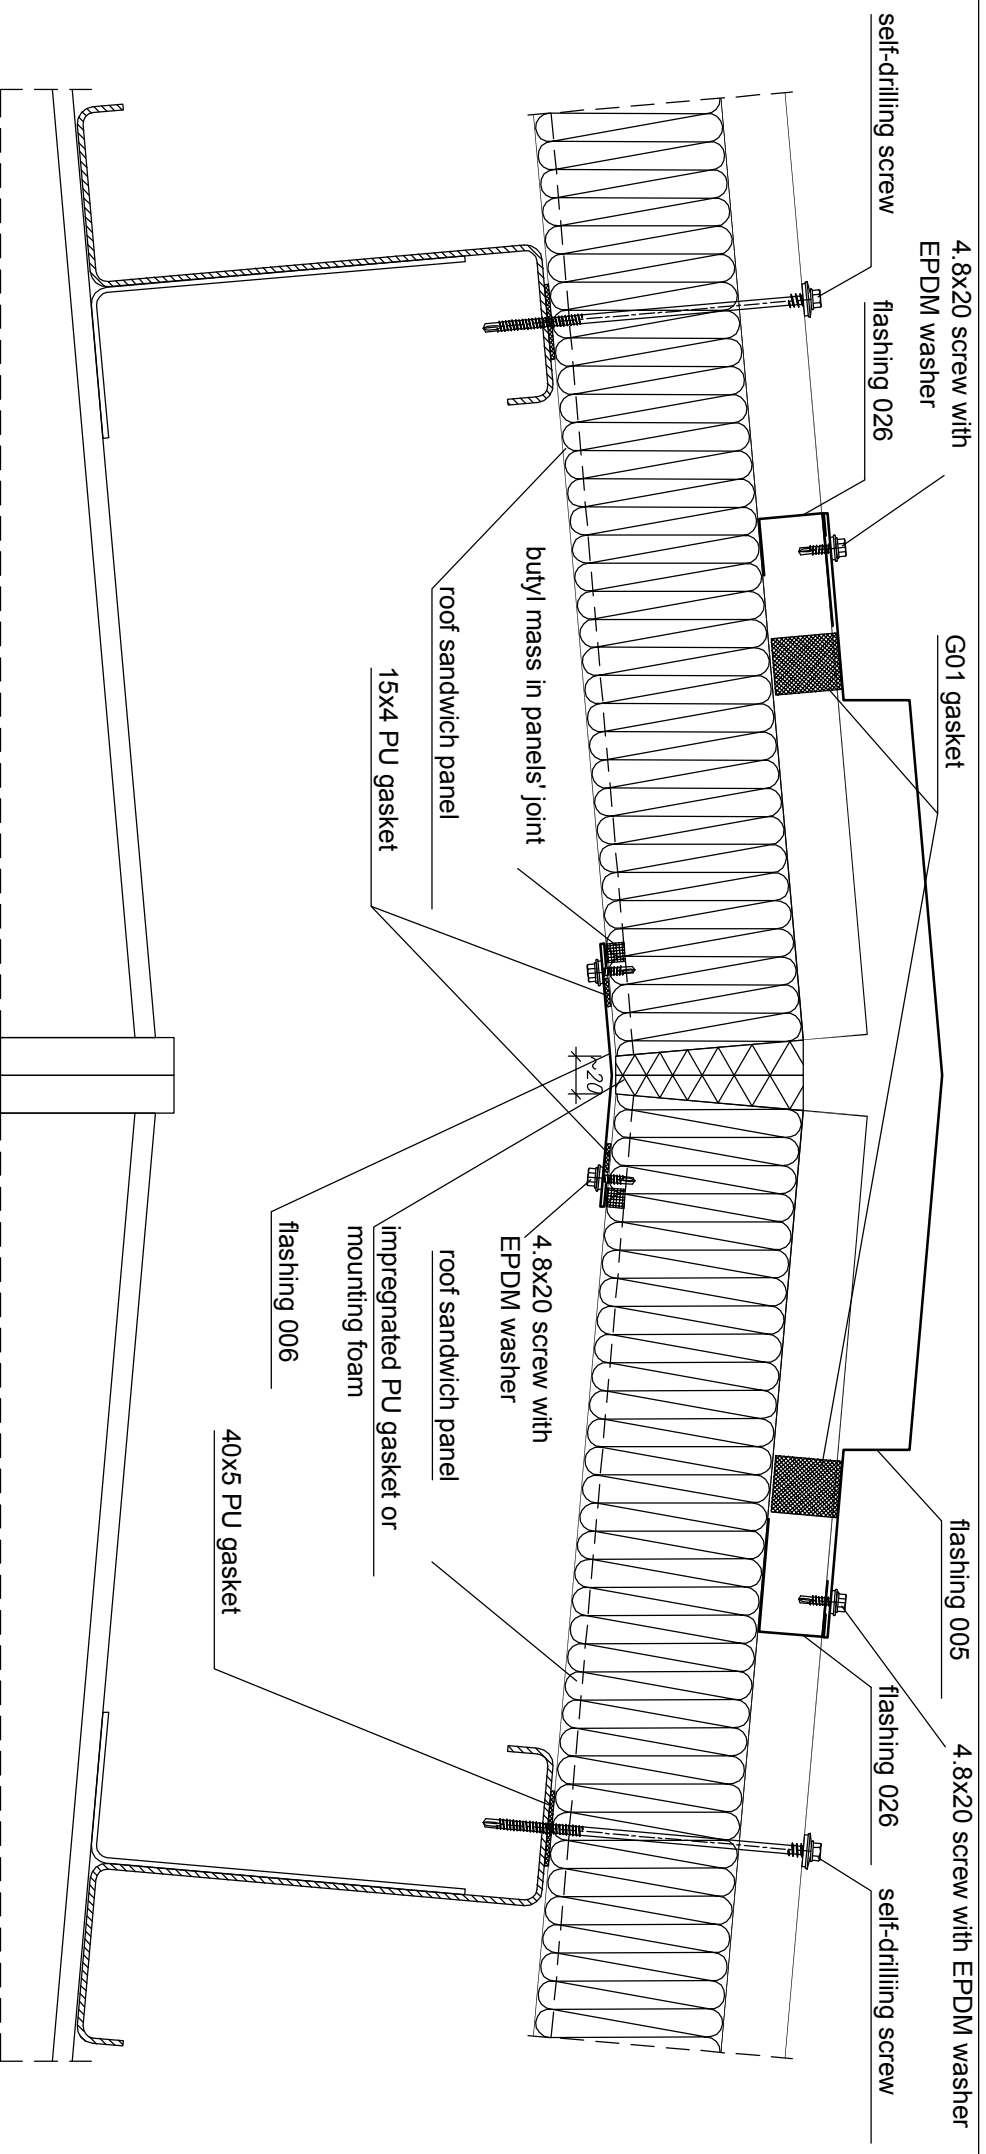 self-drilling screw
4.8x20 screw with
EPDM washer
flashing 026
G01 gasket
flashing 005
4.8x20 screw with EPDM washer
flashing 026
self-drilling screw
butyl mass in panels' joint
roof sandwich panel
15x4 PU gasket
~20
4.8x20 screw with
EPDM washer
roof sandwich panel
impregnated PU gasket or
mounting foam
flashing 006
40x5 PU gasket